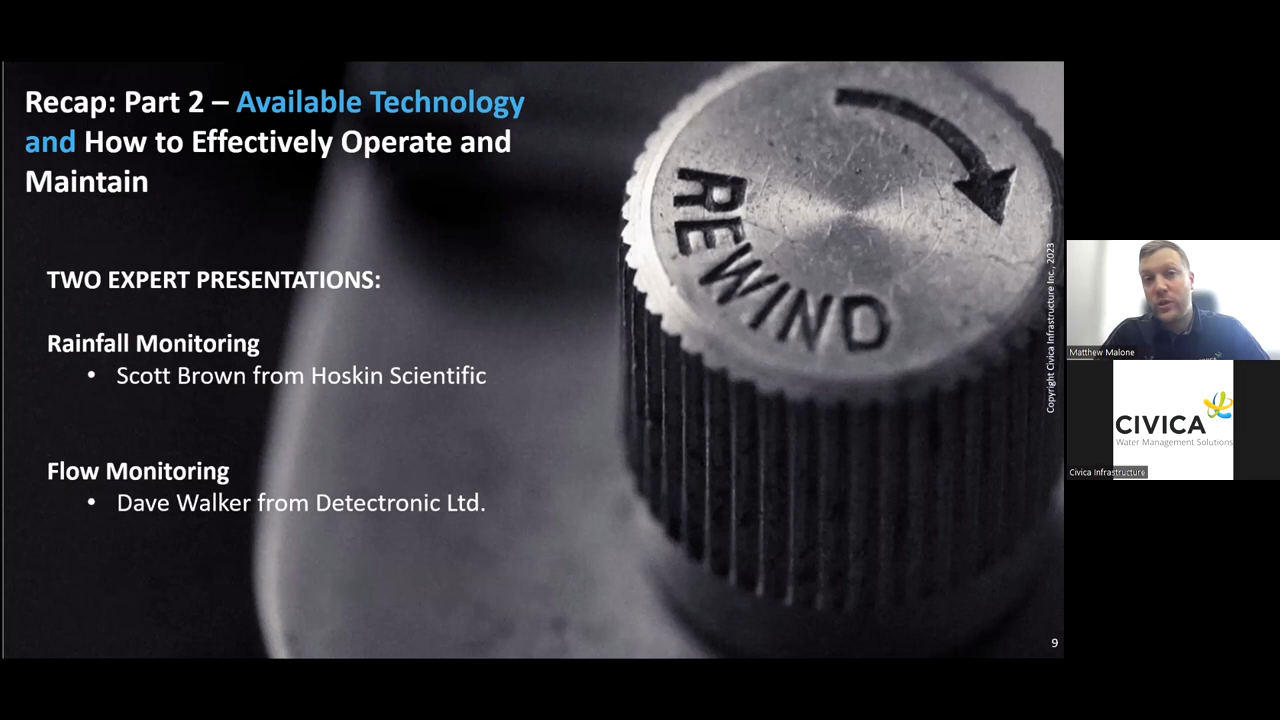 Recap: Part 2 – Available Technology
and How to Effectively Operate and
Maintain
TWO EXPERT PRESENTATIONS:
Rainfall Monitoring
• Scott Brown from Hoskin Scientific
Flow Monitoring
• Dave Walker from Detectronic Ltd.
REWIND
Copyright Civica Infrastructure Inc., 2023
9
Matthew Malone
CIVICA
Water Management Solutions
Civica Infrastructure